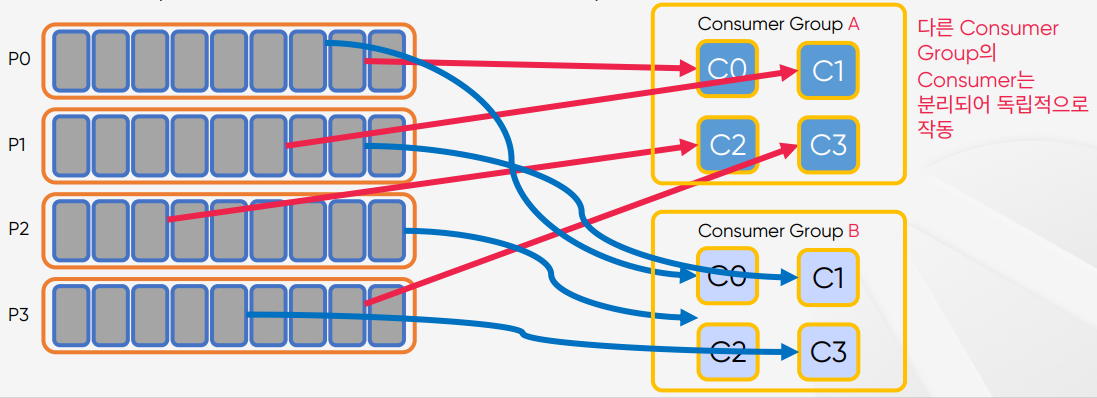 P0
P1
P2
P3
Consumer Group A
C0
C1
C2
C3
Consumer Group B
C0
C1
C2
C3
다른 Consumer
Group의
Consumer는
분리되어 독립적으로
작동